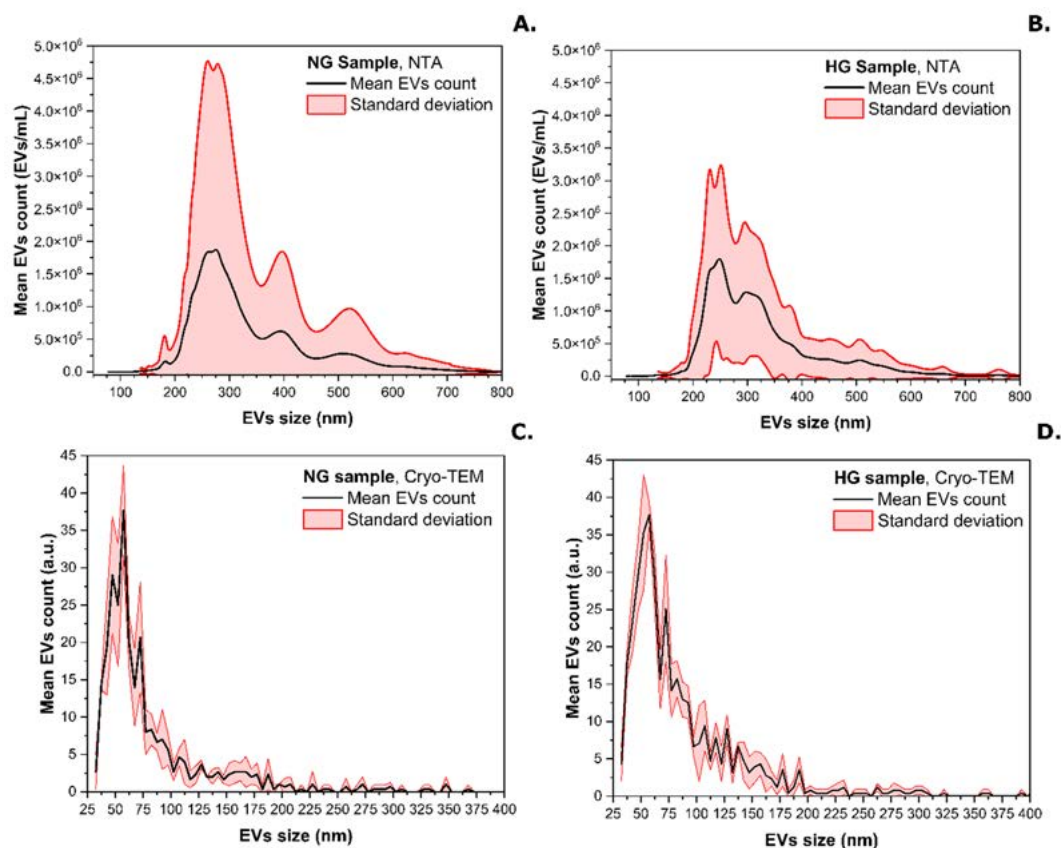 A.
NG Sample, NTA
Mean EVs count
Standard deviation
Mean EVs count (EVs/mL)
5.0×10⁶
4.5×10⁶
4.0×10⁶
3.5×10⁶
3.0×10⁶
2.5×10⁶
2.0×10⁶
1.5×10⁶
1.0×10⁶
5.0×10⁵
0.0
100 200 300 400 500 600 700 800
EVs size (nm)
B.
HG Sample, NTA
Mean EVs count
Standard deviation
Mean EVs count (EVs/mL)
5.0×10⁶
4.5×10⁶
4.0×10⁶
3.5×10⁶
3.0×10⁶
2.5×10⁶
2.0×10⁶
1.5×10⁶
1.0×10⁶
5.0×10⁵
0.0
100 200 300 400 500 600 700 800
EVs size (nm)
C.
NG sample, Cryo-TEM
Mean EVs count
Standard deviation
Mean EVs count (a.u.)
45
40
35
30
25
20
15
10
5
0
25 50 75 100 125 150 175 200 225 250 275 300 325 350 375 400
EVs size (nm)
D.
HG sample, Cryo-TEM
Mean EVs count
Standard deviation
Mean EVs count (a.u.)
45
40
35
30
25
20
15
10
5
0
25 50 75 100 125 150 175 200 225 250 275 300 325 350 375 400
EVs size (nm)